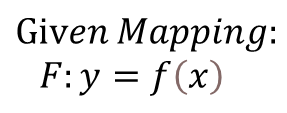 Given Mapping:
F: y = f(x)